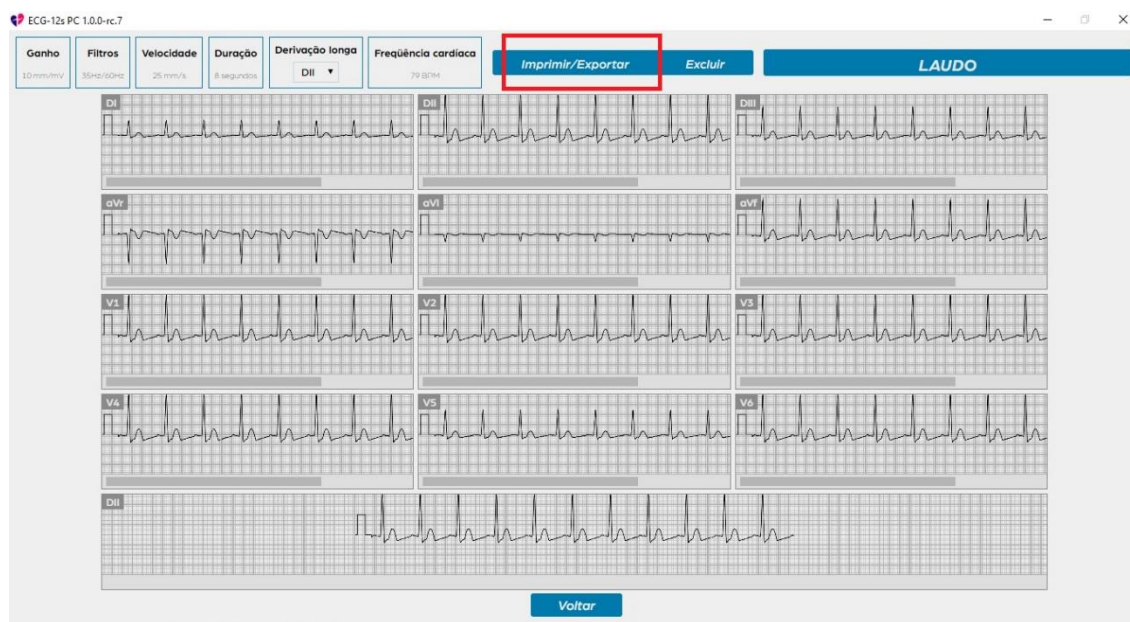 ECG-12s PC 1.0.0-rc.7
Ganho
10 mm/mV
Filtros
35Hz/60Hz
Velocidade
25 mm/s
Duração
8 segundos
Derivação longa
DII
Freqüência cardíaca
79 BPM
Imprimir/Exportar
Excluir
LAUDO
DI
DII
DIII
aVr
aVl
aVf
V1
V2
V3
V4
V5
V6
DII
Voltar